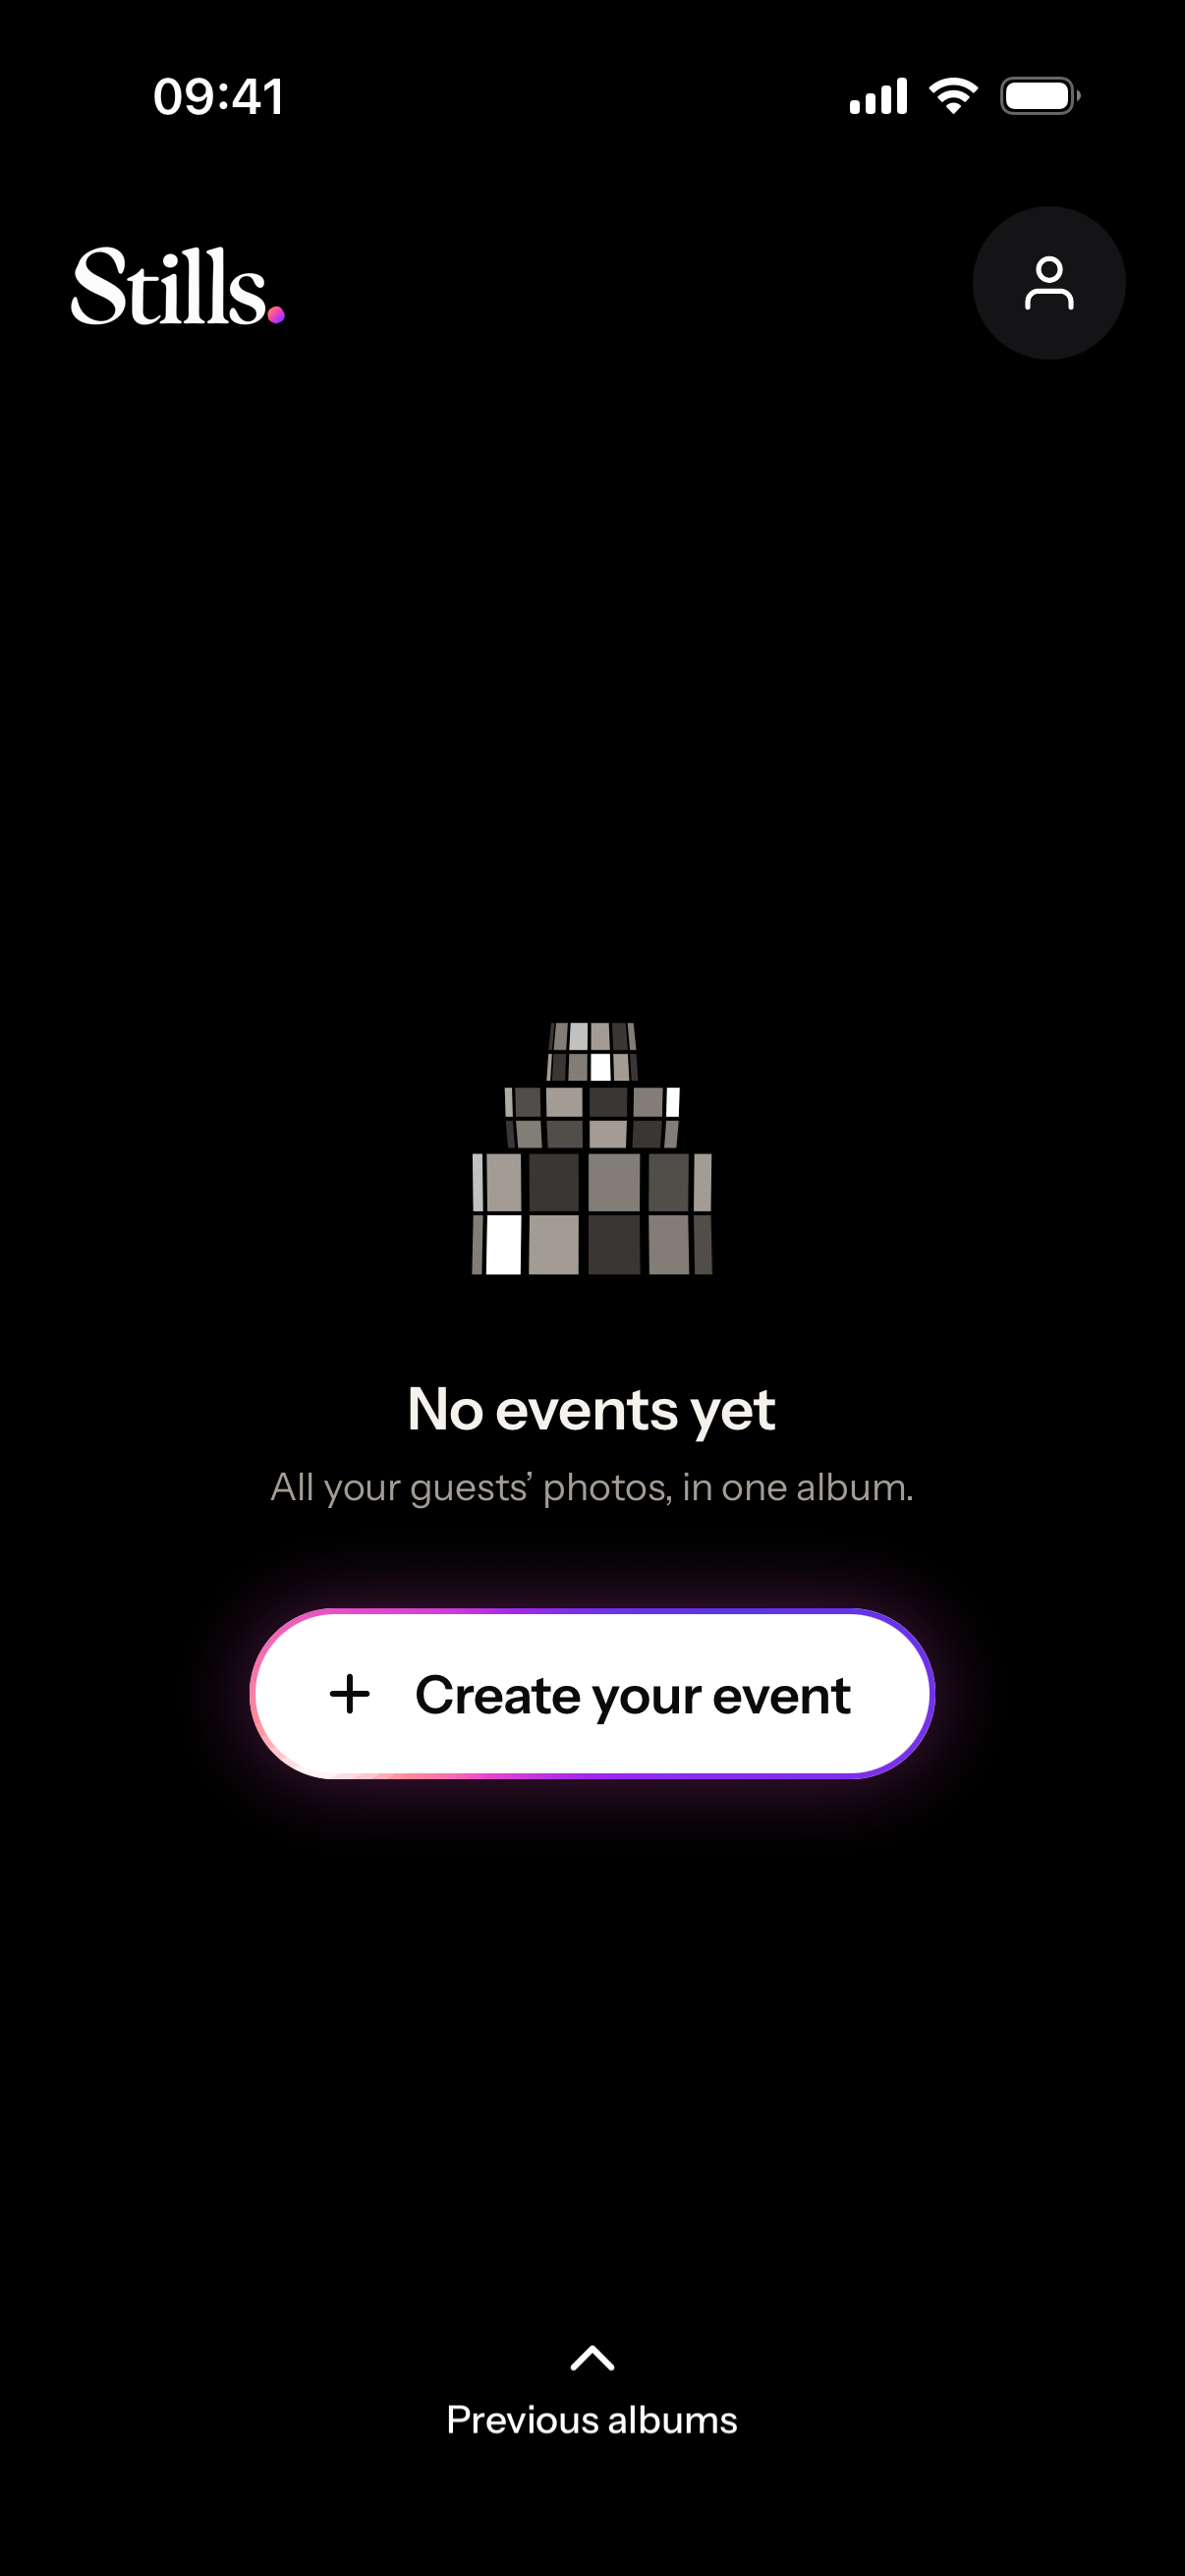 09:41
Stills.
No events yet
All your guests’ photos, in one album.
Create your event
Previous albums